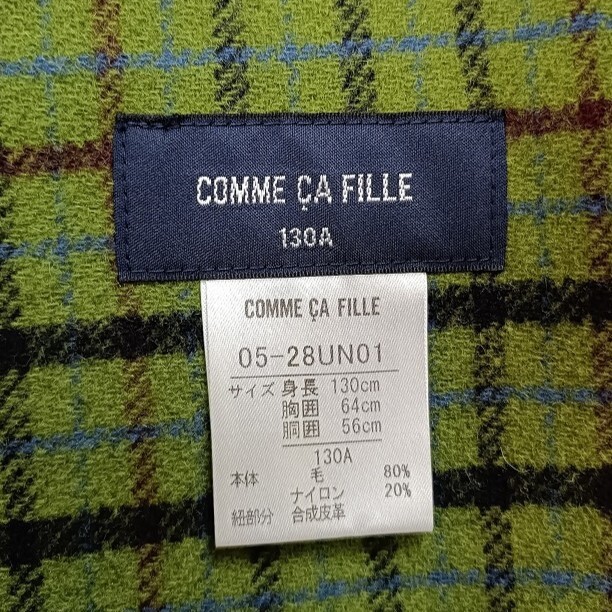 COMME ÇA FILLE
130A
COMME ÇA FILLE
05-28UN01
サイズ 身長 130cm
胸囲 64cm
胴囲 56cm
130A
本体 毛 80%
ナイロン 20%
紐部分 合成皮革